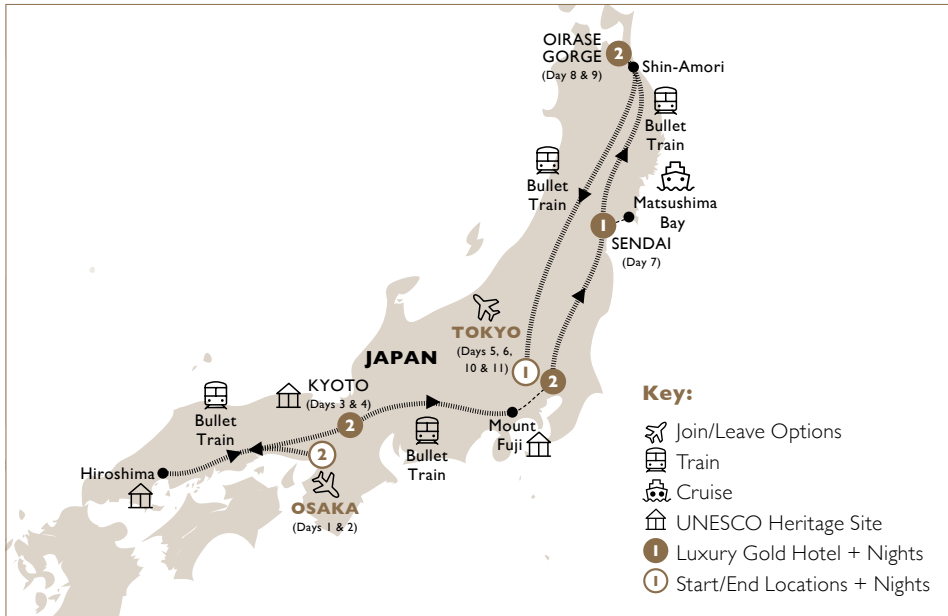 OIRASE
GORGE
(Day 8 & 9)
2
Shin-Amori
Bullet
Train
Bullet
Train
Matsushima
Bay
1
SENDAI
(Day 7)
TOKYO
(Days 5, 6,
10 & 11)
1
2
JAPAN
KYOTO
(Days 3 & 4)
2
Bullet
Train
Mount
Fuji
Bullet
Train
Hiroshima
2
OSAKA
(Days 1 & 2)
Key:
Join/Leave Options
Train
Cruise
UNESCO Heritage Site
1 Luxury Gold Hotel + Nights
1 Start/End Locations + Nights